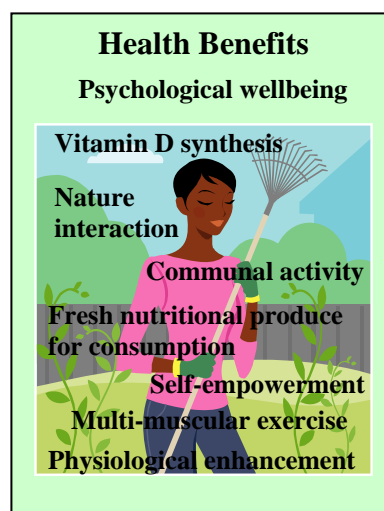 Health Benefits
Psychological wellbeing
Vitamin D synthesis
Nature
interaction
Communal activity
Fresh nutritional produce
for consumption
Self-empowerment
Multi-muscular exercise
Physiological enhancement